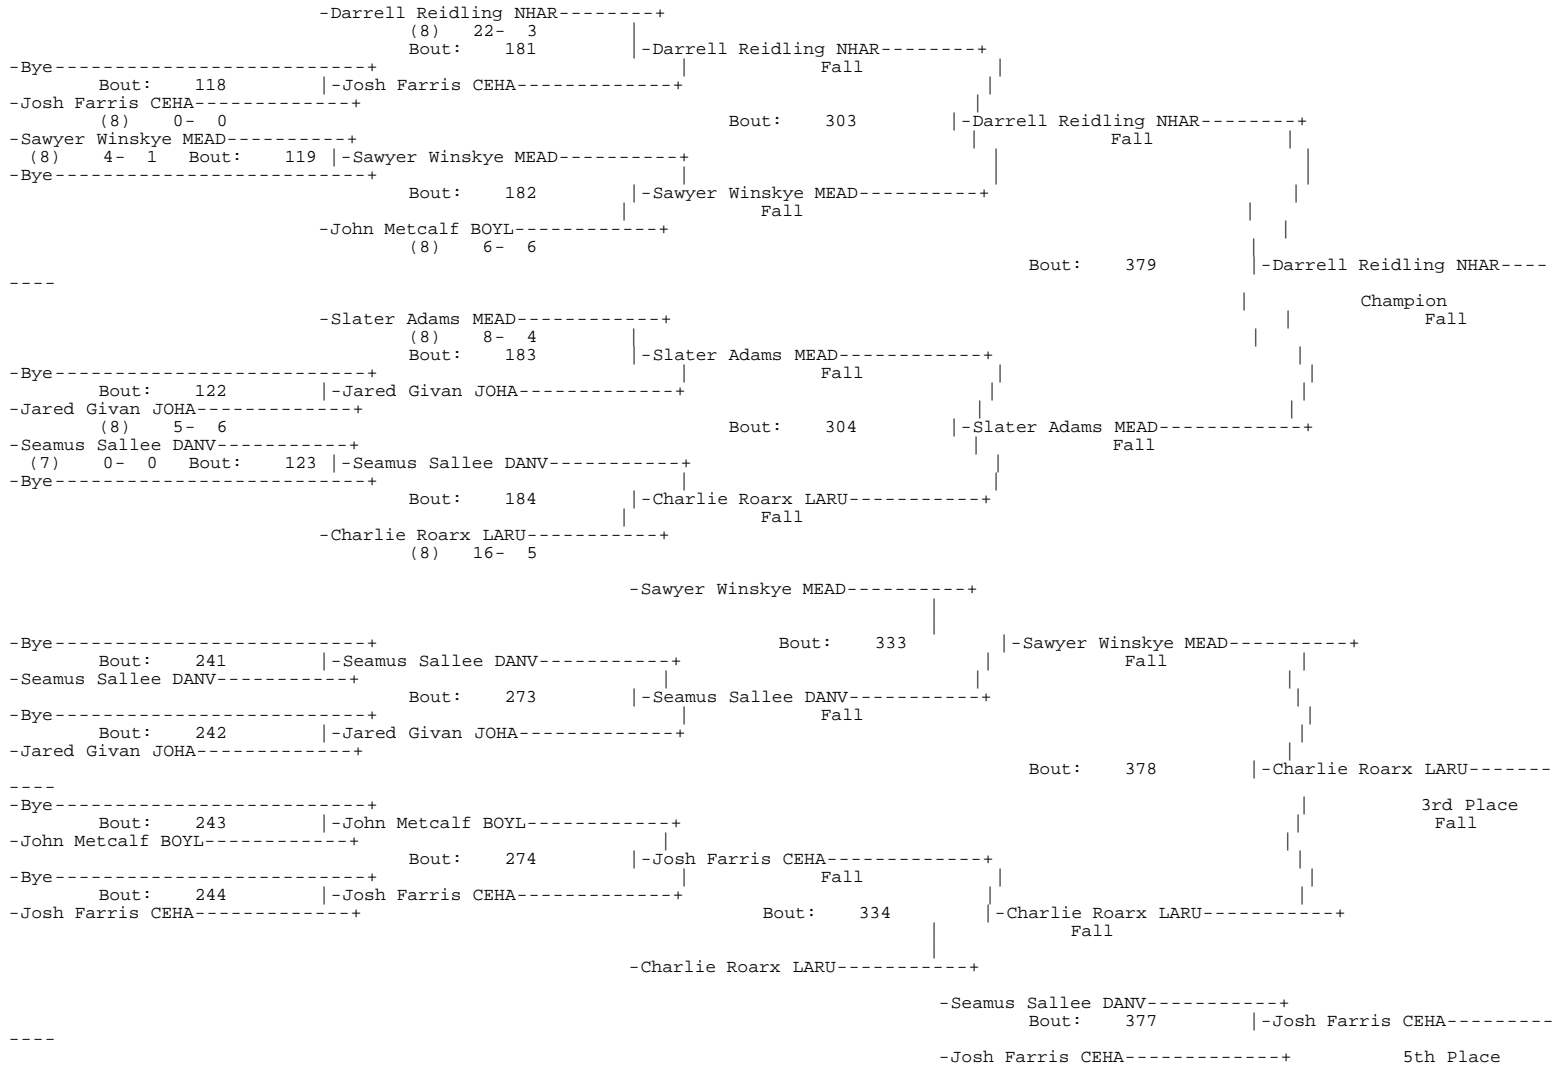 -Darrell Reidling NHAR--------+
(8) 22- 3 |
Bout: 181 |-Darrell Reidling NHAR--------+
-Bye--------------------------+ | Fall |
Bout: 118 |-Josh Farris CEHA-------------+ |
-Josh Farris CEHA-------------+ |
(8) 0- 0 Bout: 303 |-Darrell Reidling NHAR--------+
-Sawyer Winskye MEAD----------+ | Fall |
(8) 4- 1 Bout: 119 |-Sawyer Winskye MEAD----------+ | |
-Bye--------------------------+ | | |
Bout: 182 |-Sawyer Winskye MEAD----------+ |
| Fall |
-John Metcalf BOYL------------+ |
(8) 6- 6 |
Bout: 379 |-Darrell Reidling NHAR----
----
| Champion
-Slater Adams MEAD------------+ | Fall
(8) 8- 4 | |
Bout: 183 |-Slater Adams MEAD------------+ |
-Bye--------------------------+ | Fall | |
Bout: 122 |-Jared Givan JOHA-------------+ | |
-Jared Givan JOHA-------------+ | |
(8) 5- 6 Bout: 304 |-Slater Adams MEAD------------+
-Seamus Sallee DANV-----------+ | Fall
(7) 0- 0 Bout: 123 |-Seamus Sallee DANV-----------+ |
-Bye--------------------------+ | |
Bout: 184 |-Charlie Roarx LARU-----------+
| Fall
-Charlie Roarx LARU-----------+
(8) 16- 5
-Sawyer Winskye MEAD----------+
|
-Bye--------------------------+ Bout: 333 |-Sawyer Winskye MEAD----------+
Bout: 241 |-Seamus Sallee DANV-----------+ | Fall |
-Seamus Sallee DANV-----------+ | | |
Bout: 273 |-Seamus Sallee DANV-----------+ |
-Bye--------------------------+ | Fall |
Bout: 242 |-Jared Givan JOHA-------------+ |
-Jared Givan JOHA-------------+ |
Bout: 378 |-Charlie Roarx LARU-------
----
-Bye--------------------------+ | 3rd Place
Bout: 243 |-John Metcalf BOYL------------+ | Fall
-John Metcalf BOYL------------+ | |
Bout: 274 |-Josh Farris CEHA-------------+ |
-Bye--------------------------+ | Fall | |
Bout: 244 |-Josh Farris CEHA-------------+ | |
-Josh Farris CEHA-------------+ Bout: 334 |-Charlie Roarx LARU-----------+
| Fall
-Charlie Roarx LARU-----------+
-Seamus Sallee DANV-----------+
Bout: 377 |-Josh Farris CEHA---------
----
-Josh Farris CEHA-------------+ 5th Place